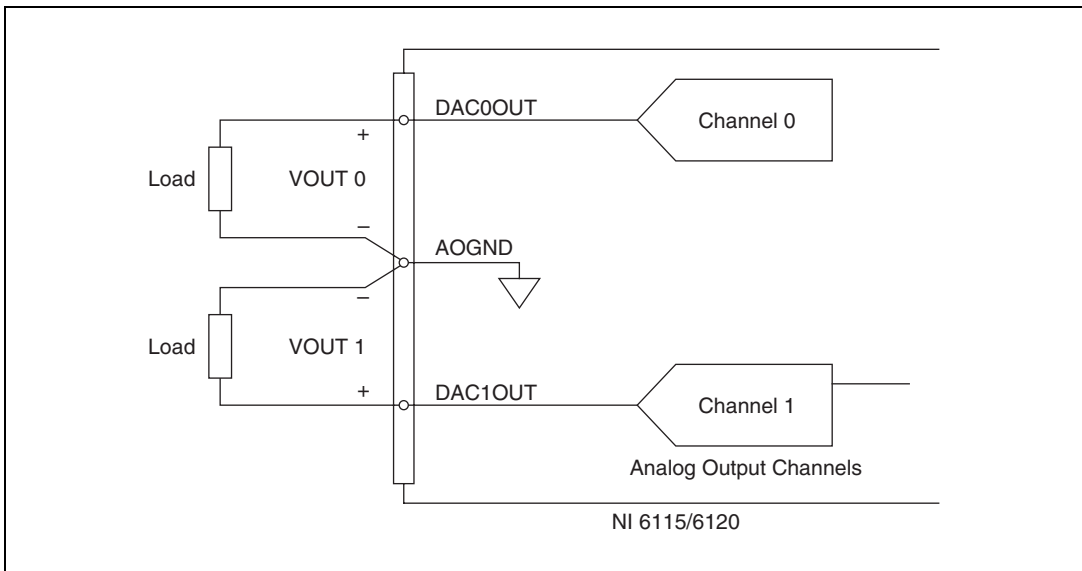 DAC0OUT
Channel 0
+
Load
VOUT 0
–
AOGND
–
Load
VOUT 1
+
DAC1OUT
Channel 1
Analog Output Channels
NI 6115/6120